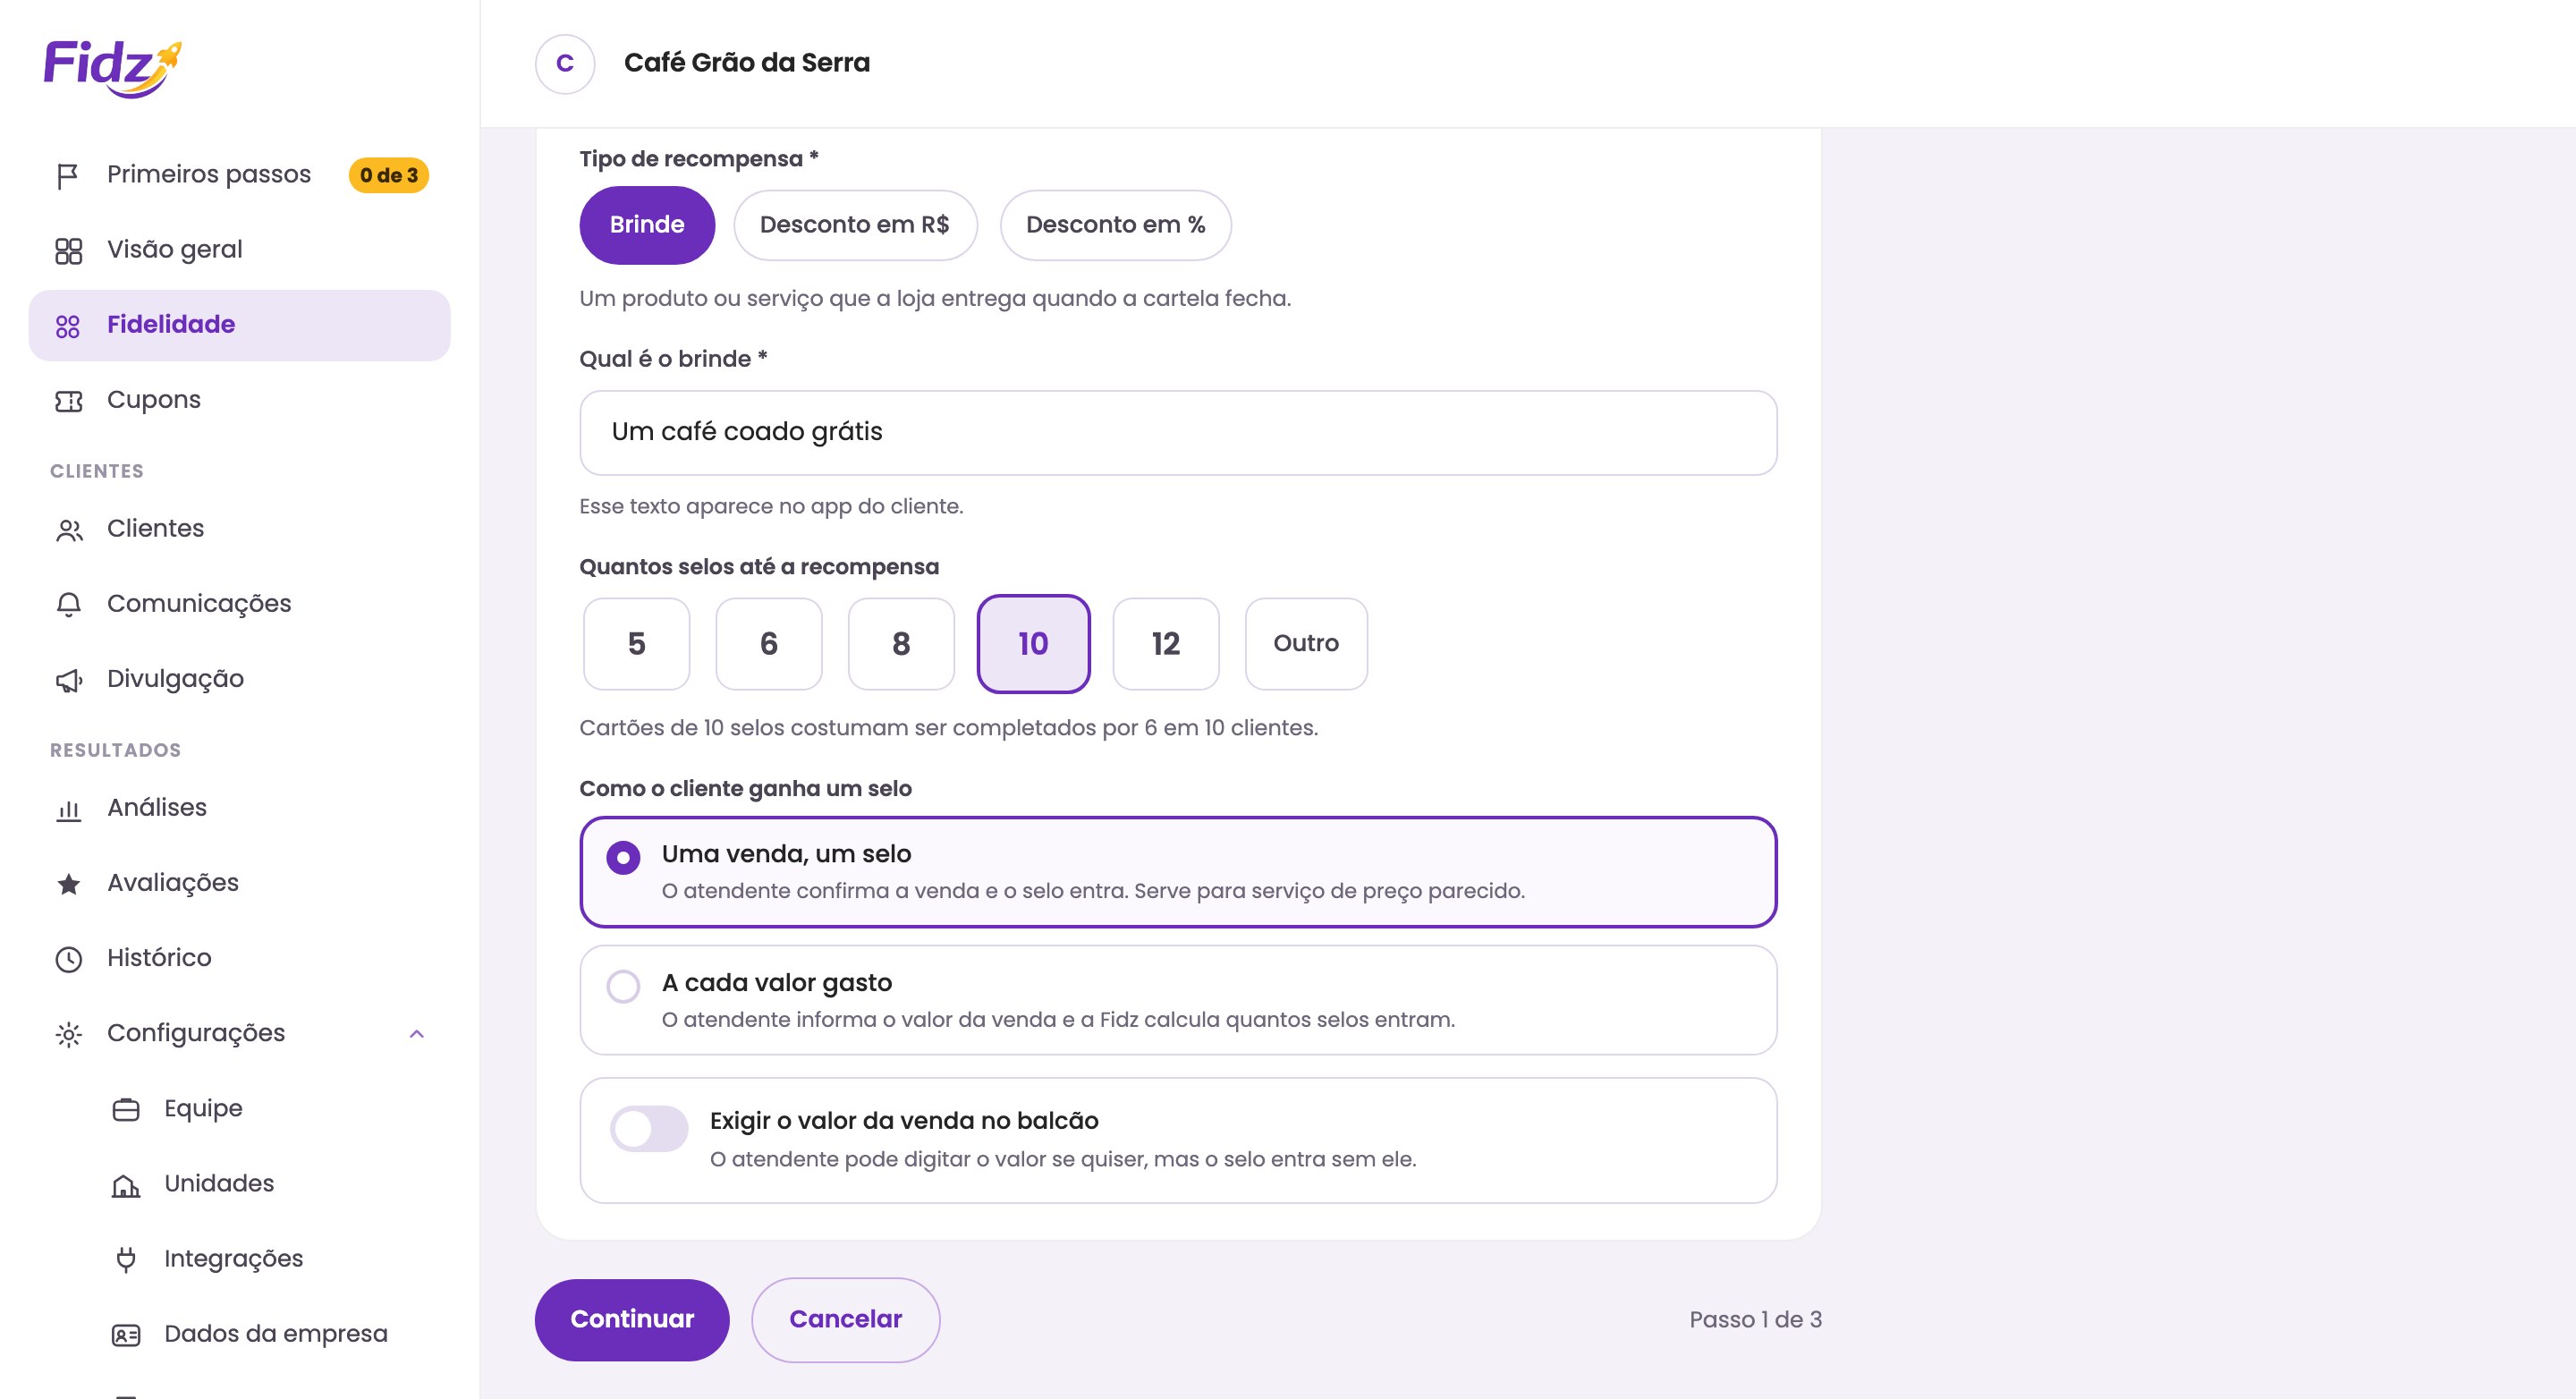 Fidz
Primeiros passos
0 de 3
Visão geral
Fidelidade
Cupons
CLIENTES
Clientes
Comunicações
Divulgação
RESULTADOS
Análises
Avaliações
Histórico
Configurações
Equipe
Unidades
Integrações
Dados da empresa
C
Café Grão da Serra
Tipo de recompensa *
Brinde
Desconto em R$
Desconto em %
Um produto ou serviço que a loja entrega quando a cartela fecha.
Qual é o brinde *
Um café coado grátis
Esse texto aparece no app do cliente.
Quantos selos até a recompensa
5
6
8
10
12
Outro
Cartões de 10 selos costumam ser completados por 6 em 10 clientes.
Como o cliente ganha um selo
Uma venda, um selo
O atendente confirma a venda e o selo entra. Serve para serviço de preço parecido.
A cada valor gasto
O atendente informa o valor da venda e a Fidz calcula quantos selos entram.
Exigir o valor da venda no balcão
O atendente pode digitar o valor se quiser, mas o selo entra sem ele.
Continuar
Cancelar
Passo 1 de 3